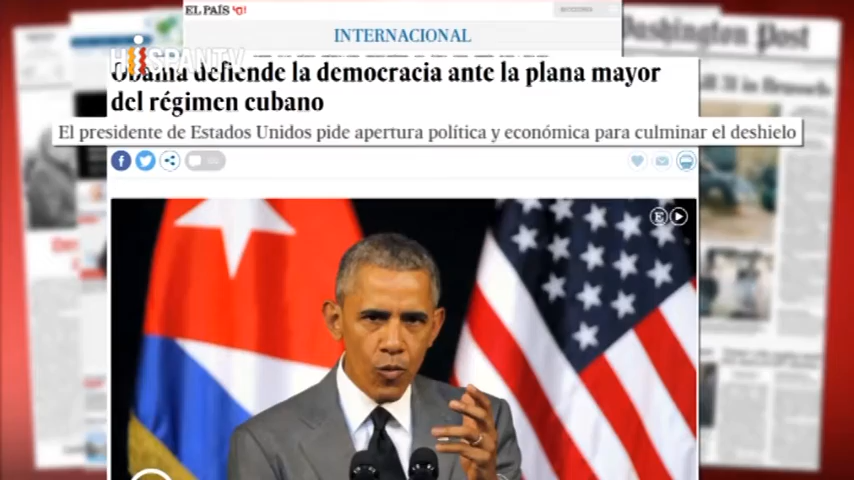 EL PAÍS
INTERNACIONAL
HISPANTV
Washington Post
Obama defiende la democracia ante la plana mayor
del régimen cubano
El presidente de Estados Unidos pide apertura política y económica para culminar el deshielo
E